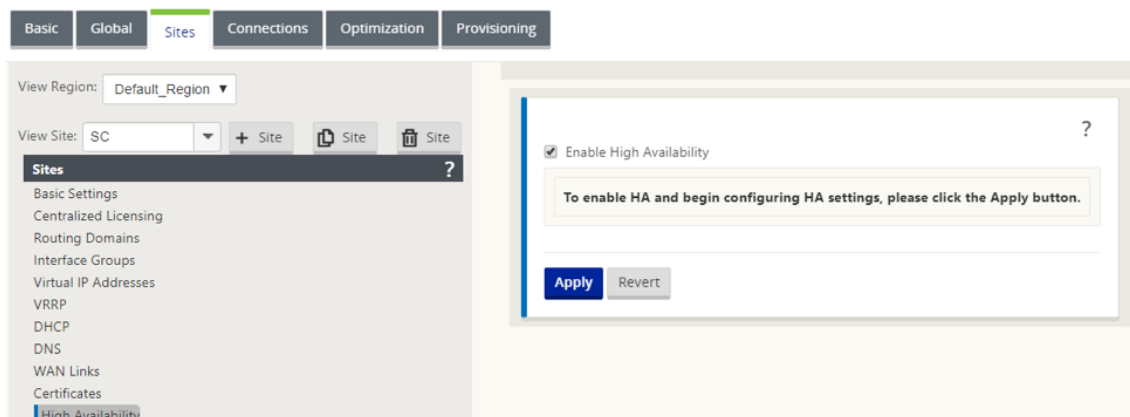 Basic Global Sites Connections Optimization Provisioning
View Region: Default_Region ▼
View Site: SC + Site Site Site
Sites ?
Basic Settings
Centralized Licensing
Routing Domains
Interface Groups
Virtual IP Addresses
VRRP
DHCP
DNS
WAN Links
Certificates
High Availability
?
Enable High Availability
To enable HA and begin configuring HA settings, please click the Apply button.
Apply Revert